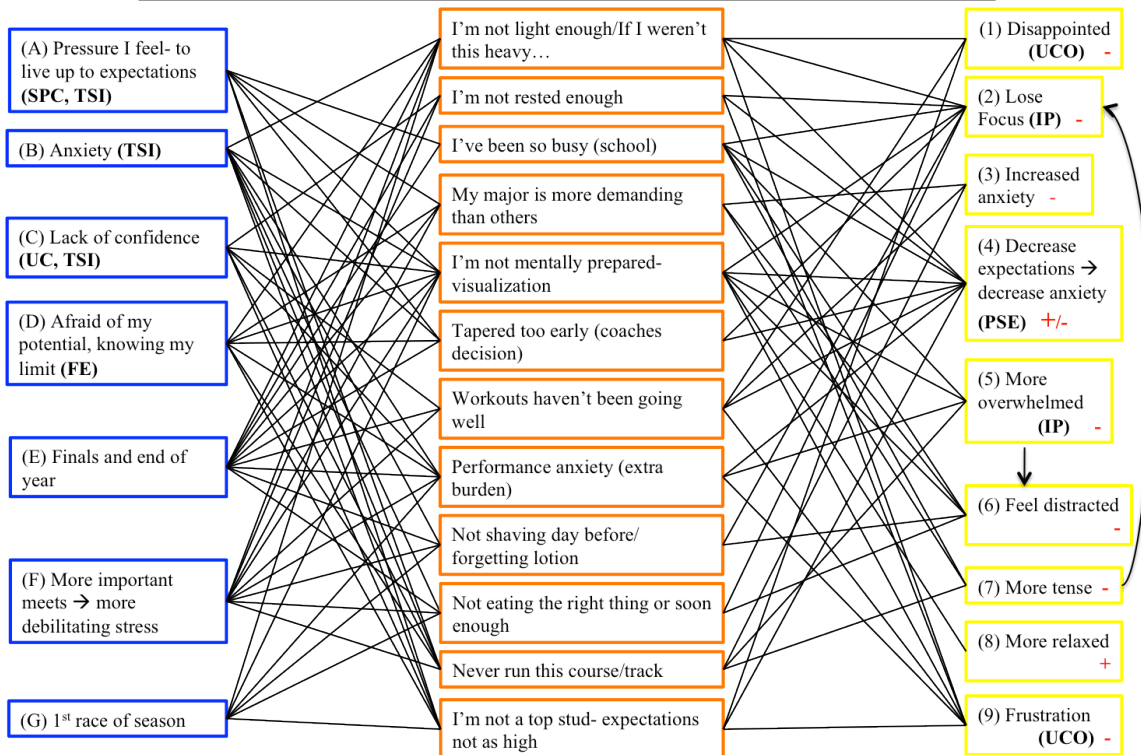 (A) Pressure I feel- to
live up to expectations
(SPC, TSI)
(B) Anxiety (TSI)
(C) Lack of confidence
(UC, TSI)
(D) Afraid of my
potential, knowing my
limit (FE)
(E) Finals and end of
year
(F) More important
meets → more
debilitating stress
(G) 1st race of season
I’m not light enough/If I weren’t
this heavy…
I’m not rested enough
I’ve been so busy (school)
My major is more demanding
than others
I’m not mentally prepared-
visualization
Tapered too early (coaches
decision)
Workouts haven’t been going
well
Performance anxiety (extra
burden)
Not shaving day before/
forgetting lotion
Not eating the right thing or soon
enough
Never run this course/track
I’m not a top stud- expectations
not as high
(1) Disappointed
(UCO) -
(2) Lose
Focus (IP) -
(3) Increased
anxiety -
(4) Decrease
expectations →
decrease anxiety
(PSE) +/-
(5) More
overwhelmed
(IP) -
(6) Feel distracted
-
(7) More tense -
(8) More relaxed
+
(9) Frustration
(UCO) -